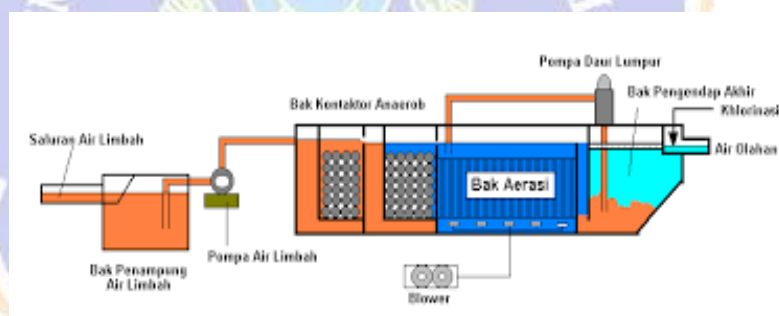 Pompa Daur Lumpur
Bak Pengendap Akhir
Bak Kontaktor Anaerob
Khlorinasi
Saluran Air Limbah
Air Olahan
Bak Aerasi
Pompa Air Limbah
Bak Penampung
Air Limbah
Blower